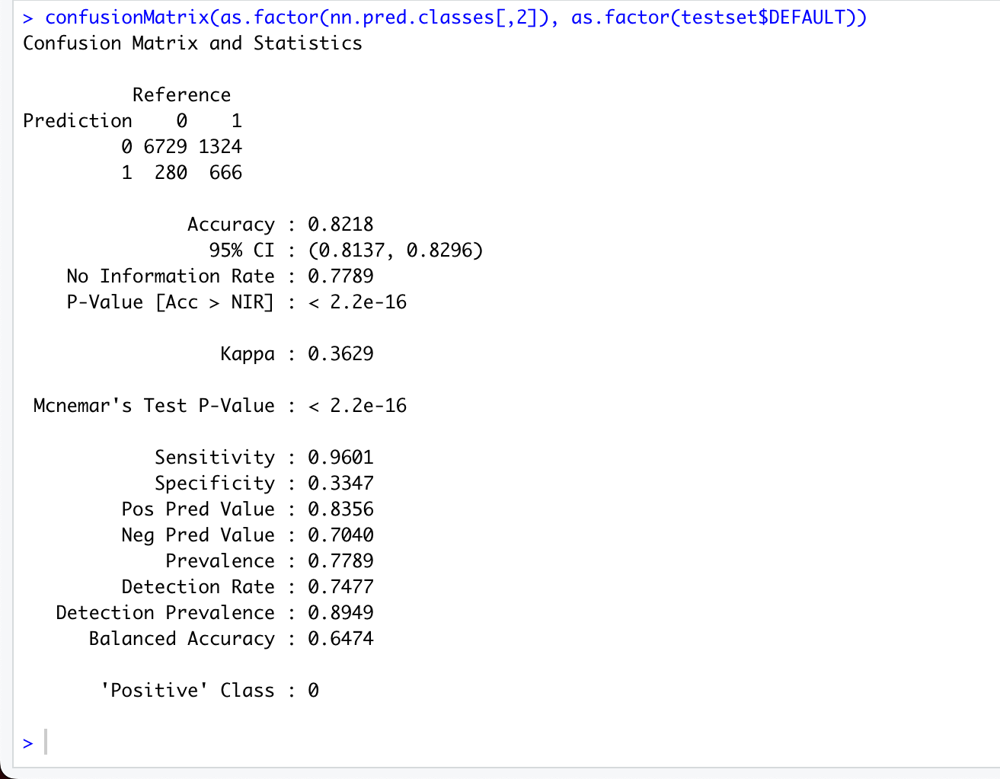 > confusionMatrix(as.factor(nn.pred.classes[,2]), as.factor(testset$DEFAULT))
Confusion Matrix and Statistics

          Reference
Prediction    0    1
         0 6729 1324
         1  280  666

               Accuracy : 0.8218
                 95% CI : (0.8137, 0.8296)
    No Information Rate : 0.7789
    P-Value [Acc > NIR] : < 2.2e-16

                  Kappa : 0.3629

 Mcnemar's Test P-Value : < 2.2e-16

            Sensitivity : 0.9601
            Specificity : 0.3347
         Pos Pred Value : 0.8356
         Neg Pred Value : 0.7040
             Prevalence : 0.7789
         Detection Rate : 0.7477
   Detection Prevalence : 0.8949
      Balanced Accuracy : 0.6474

       'Positive' Class : 0

>